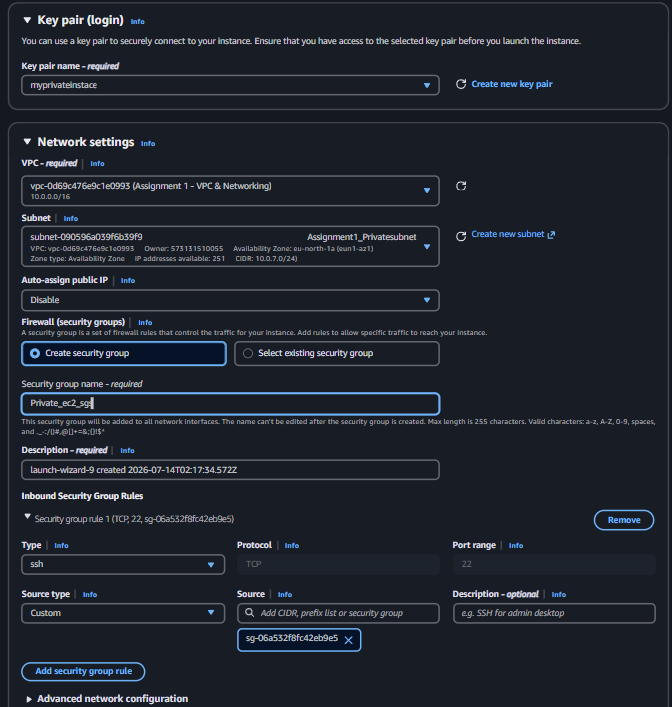 Key pair (login) Info
You can use a key pair to securely connect to your instance. Ensure that you have access to the selected key pair before you launch the instance.
Key pair name - required
myprivateinstace
Create new key pair
Network settings Info
VPC - required | Info
vpc-0d69c476e9c1e0993 (Assignment 1 - VPC & Networking)
10.0.0.0/16
Subnet | Info
subnet-090596a039f6b39f9 Assignment1_Privatesubnet
VPC: vpc-0d69c476e9c1e0993 Owner: 573131510055 Availability Zone: eu-north-1a (eun1-az1)
Zone type: Availability Zone IP addresses available: 251 CIDR: 10.0.7.0/24)
Create new subnet
Auto-assign public IP | Info
Disable
Firewall (security groups) | Info
A security group is a set of firewall rules that control the traffic for your instance. Add rules to allow specific traffic to reach your instance.
Create security group
Select existing security group
Security group name - required
Private_ec2_sgs
This security group will be added to all network interfaces. The name can't be edited after the security group is created. Max length is 255 characters. Valid characters: a-z, A-Z, 0-9, spaces,
and ._-:/()#,@[]+=&;{}!$*
Description - required | Info
launch-wizard-9 created 2026-07-14T02:17:34.572Z
Inbound Security Group Rules
Security group rule 1 (TCP, 22, sg-06a532f8fc42eb9e5)
Remove
Type | Info Protocol | Info Port range | Info
ssh TCP 22
Source type | Info Source | Info Description - optional | Info
Custom Add CIDR, prefix list or security group e.g. SSH for admin desktop
sg-06a532f8fc42eb9e5
Add security group rule
Advanced network configuration